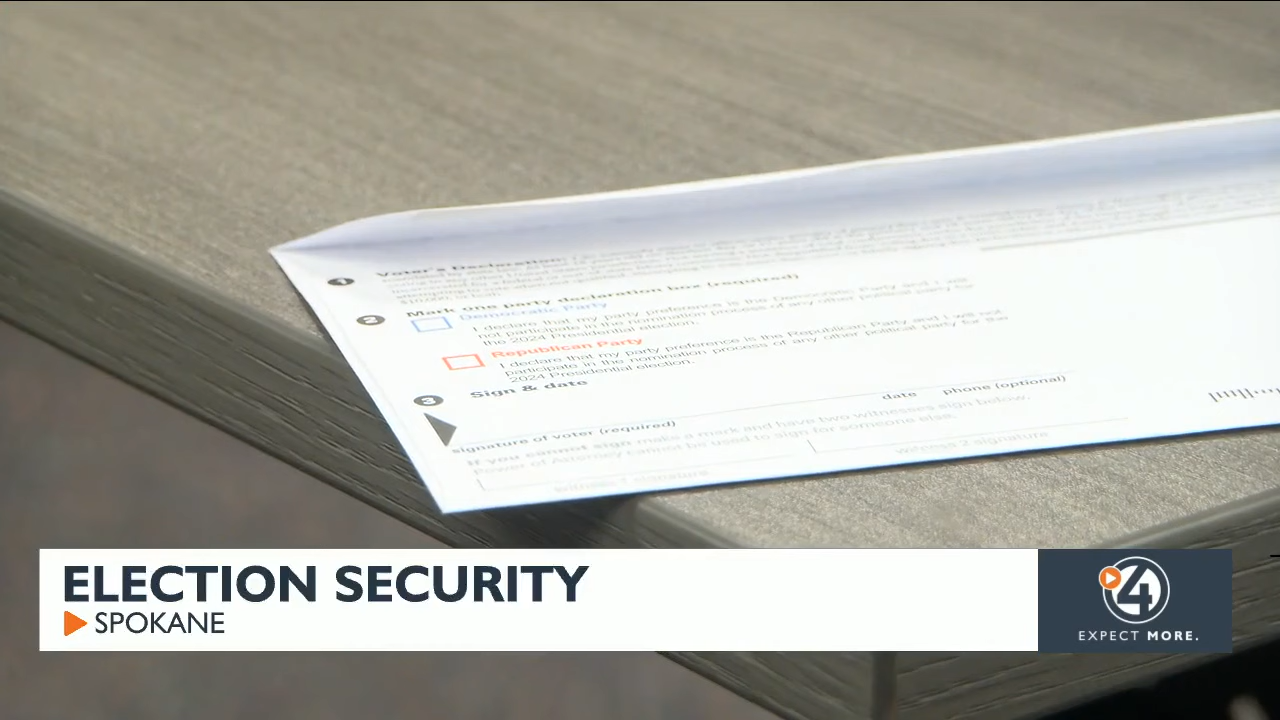 1
Voter's Declaration:
2
Mark one party declaration box (required)
Democratic Party
I declare that my party preference is the Democratic Party and I will
not participate in the nomination process of any other political party for
the 2024 Presidential election.
Republican Party
I declare that my party preference is the Republican Party and I will not
participate in the nomination process of any other political party for the
2024 Presidential election.
3
Sign & date
signature of voter (required)
date
phone (optional)
If you cannot sign make a mark and have two witnesses sign below.
Power of Attorney cannot be used to sign for someone else.
witness 1 signature
witness 2 signature
ELECTION SECURITY
SPOKANE
4
EXPECT MORE.